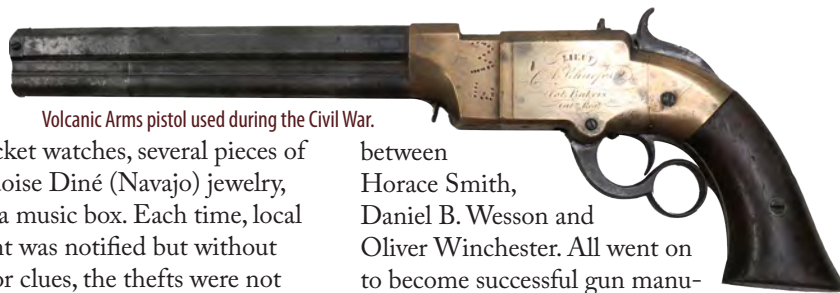 LIEUT
Volcanic Arms pistol used during the Civil War.
cket watches, several pieces of
oise Diné (Navajo) jewelry,
a music box. Each time, local
nt was notified but without
or clues, the thefts were not
between
Horace Smith,
Daniel B. Wesson and
Oliver Winchester. All went on
to become successful gun manu-